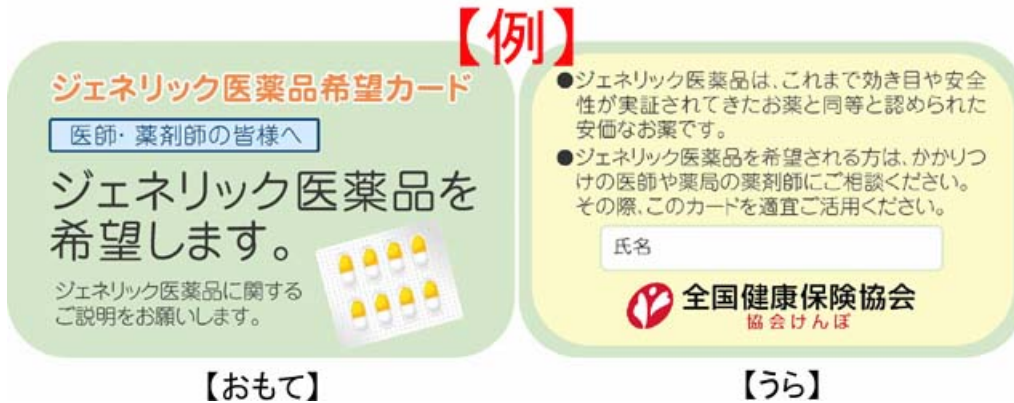 【例】
ジェネリック医薬品希望カード
医師・薬剤師の皆様へ
ジェネリック医薬品を
希望します。
ジェネリック医薬品に関する
ご説明をお願いします。
【おもて】
●ジェネリック医薬品は、これまで効き目や安全
性が実証されてきたお薬と同等と認められた
安価なお薬です。
●ジェネリック医薬品を希望される方は、かかりつ
けの医師や薬局の薬剤師にご相談ください。
その際、このカードを適宜ご活用ください。
氏名
全国健康保険協会
協会けんぽ
【うら】